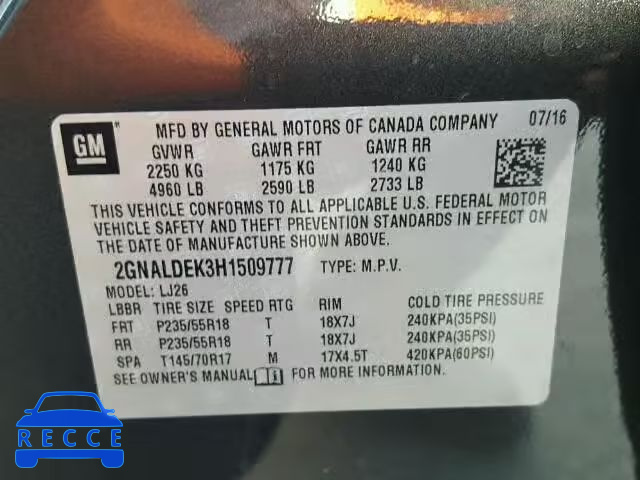 GM
MFD BY GENERAL MOTORS OF CANADA COMPANY 07/16
GVWR GAWR FRT GAWR RR
2250 KG 1175 KG 1240 KG
4960 LB 2590 LB 2733 LB
THIS VEHICLE CONFORMS TO ALL APPLICABLE U.S. FEDERAL MOTOR
VEHICLE SAFETY AND THEFT PREVENTION STANDARDS IN EFFECT ON
THE DATE OF MANUFACTURE SHOWN ABOVE.
2GNALDEK3H1509777 TYPE: M.P.V.
MODEL: LJ26
LBBR TIRE SIZE SPEED RTG RIM COLD TIRE PRESSURE
FRT P235/55R18 T 18X7J 240KPA(35PSI)
RR P235/55R18 T 18X7J 240KPA(35PSI)
SPA T145/70R17 M 17X4.5T 420KPA(60PSI)
SEE OWNER'S MANUAL FOR MORE INFORMATION.
RECCE